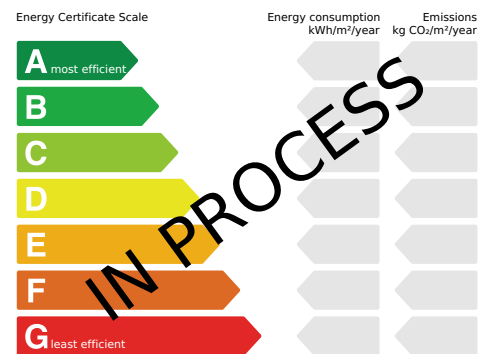 Energy Certificate Scale
Energy consumption
kWh/m²/year
Emissions
kg CO₂/m²/year
A most efficient
B
C
D
E
F
G least efficient
IN PROCESS